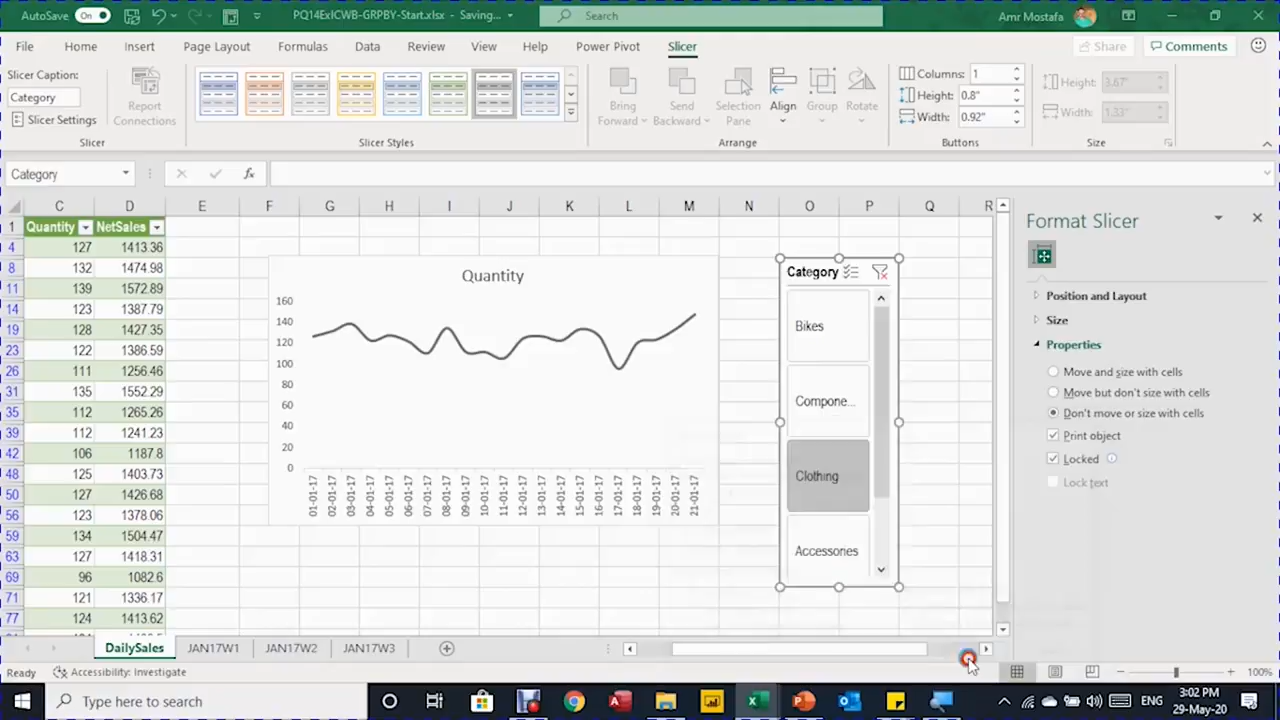 AutoSave On PQ14ExlCWB-GRPBY-Start.xlsx - Saving... Search Amr Mostafa
File Home Insert Page Layout Formulas Data Review View Help Power Pivot Slicer Share Comments
Slicer Caption:
Category
Slicer Settings
Report
Connections
Bring
Forward
Send
Backward
Selection
Pane
Align
Group
Rotate
Columns: 1
Height: 0.8"
Width: 0.92"
Height: 3.67"
Width: 1.33"
Slicer Slicer Styles Arrange Buttons Size
Category fx
C D E F G H I J K L M N O P Q R
1 Quantity NetSales
4 127 1413.36
8 132 1474.98
11 139 1572.89
14 123 1387.79
19 128 1427.35
23 122 1386.59
26 111 1256.46
31 135 1552.29
35 112 1265.26
39 112 1241.23
42 106 1187.8
48 125 1403.73
50 127 1426.68
56 123 1378.06
59 134 1504.47
63 127 1418.31
69 96 1082.6
71 121 1336.17
77 124 1413.62
Quantity
160
140
120
100
80
60
40
20
0
01-01-17 02-01-17 03-01-17 04-01-17 05-01-17 06-01-17 07-01-17 08-01-17 09-01-17 10-01-17 11-01-17 12-01-17 13-01-17 14-01-17 15-01-17 16-01-17 17-01-17 18-01-17 19-01-17 20-01-17 21-01-17
Category
Bikes
Compone...
Clothing
Accessories
Format Slicer
Position and Layout
Size
Properties
Move and size with cells
Move but don't size with cells
Don't move or size with cells
Print object
Locked
Lock text
DailySales JAN17W1 JAN17W2 JAN17W3
Ready Accessibility: Investigate 100%
Type here to search ENG 3:02 PM
29-May-20